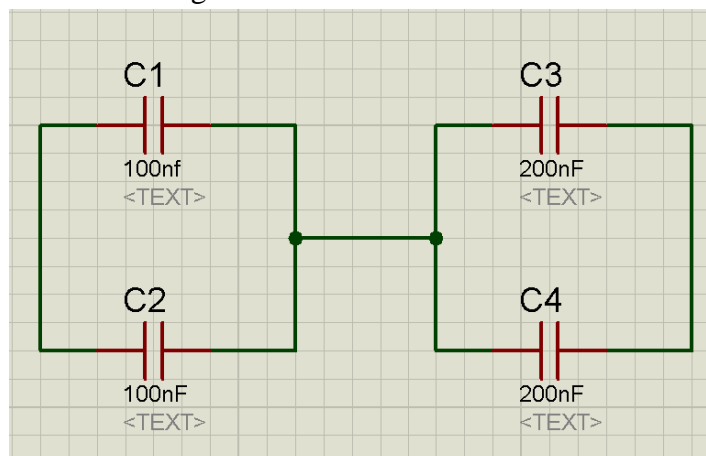 C1
100nf
<TEXT>
C3
200nF
<TEXT>
C2
100nF
<TEXT>
C4
200nF
<TEXT>